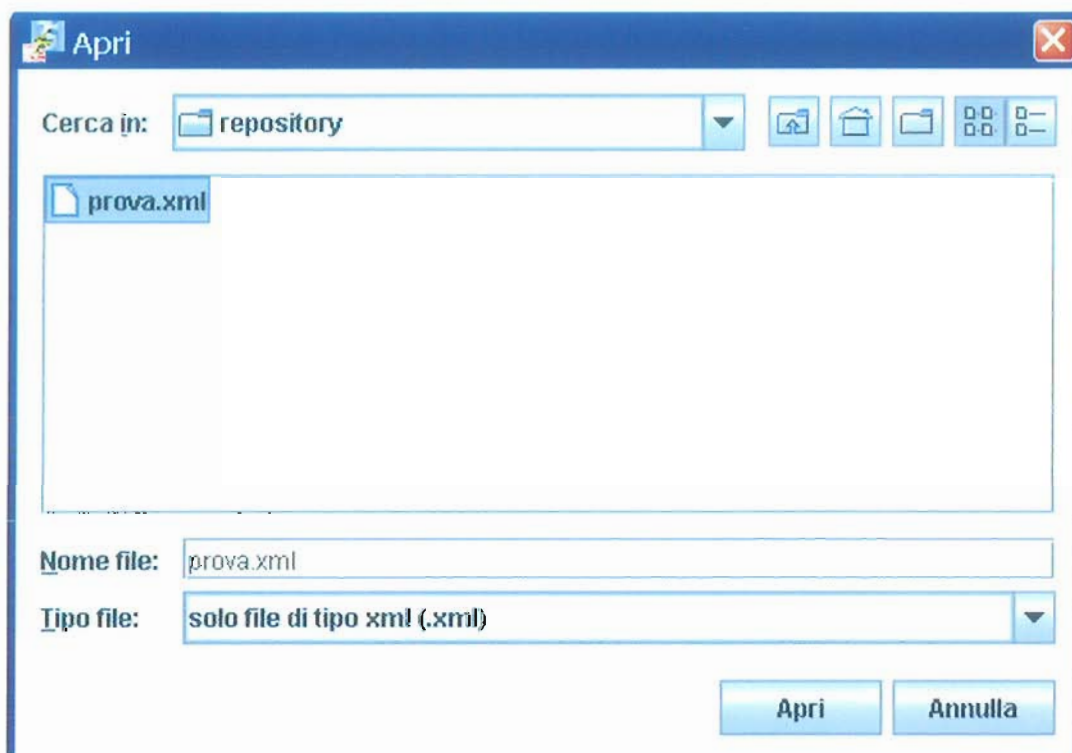 Apri
Cerca in: repository
prova.xml
Nome file: prova.xml
Tipo file: solo file di tipo xml (.xml)
Apri Annulla